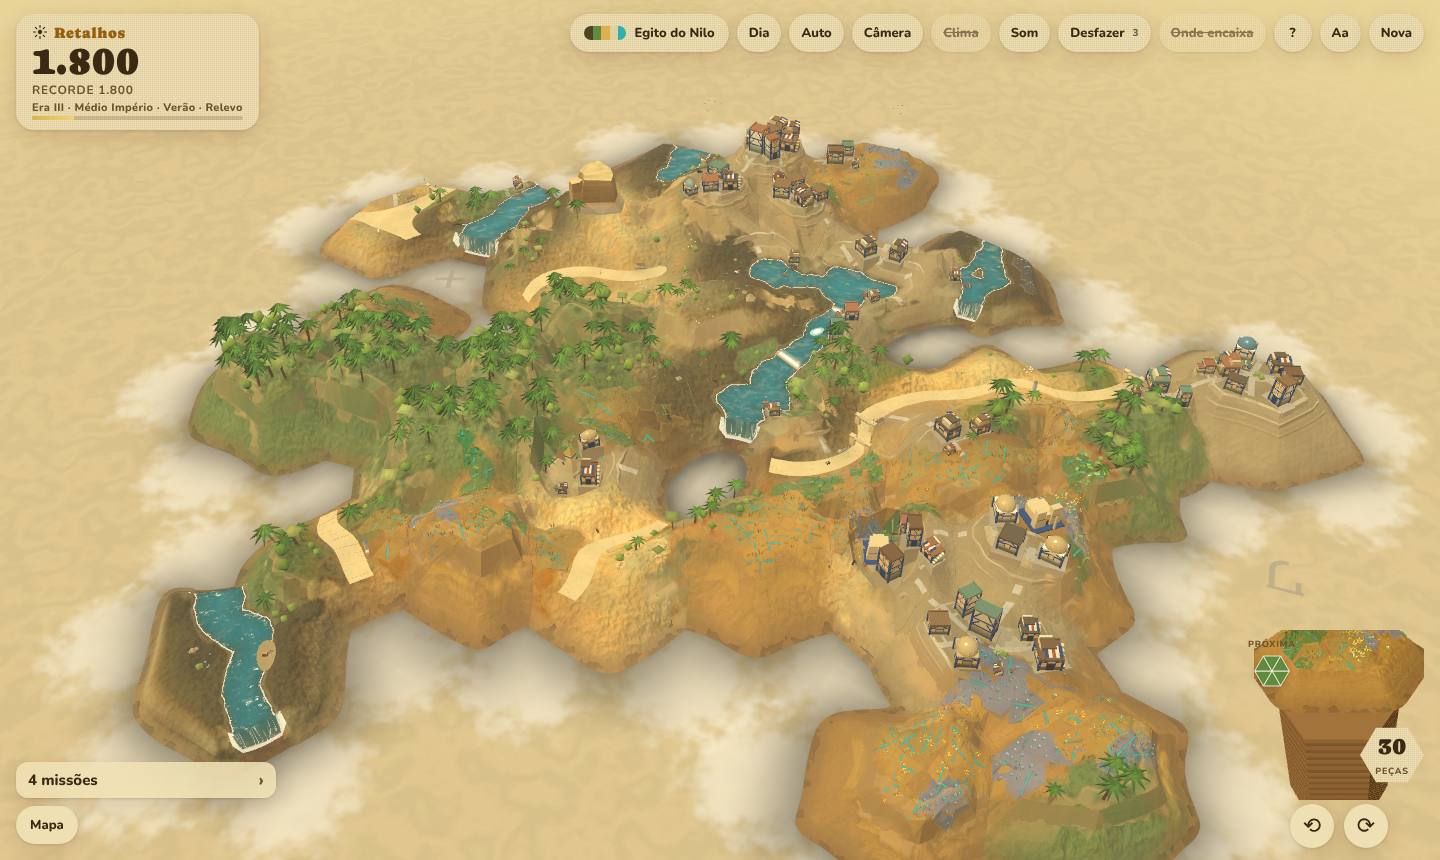 Retalhos
1.800
RECORDE 1.800
Era III · Médio Império · Verão · Relevo
Egito do Nilo
Dia
Auto
Câmera
Clima
Som
Desfazer 3
Onde encaixa
?
Aa
Nova
PRÓXIMA
30
PEÇAS
4 missões ›
Mapa